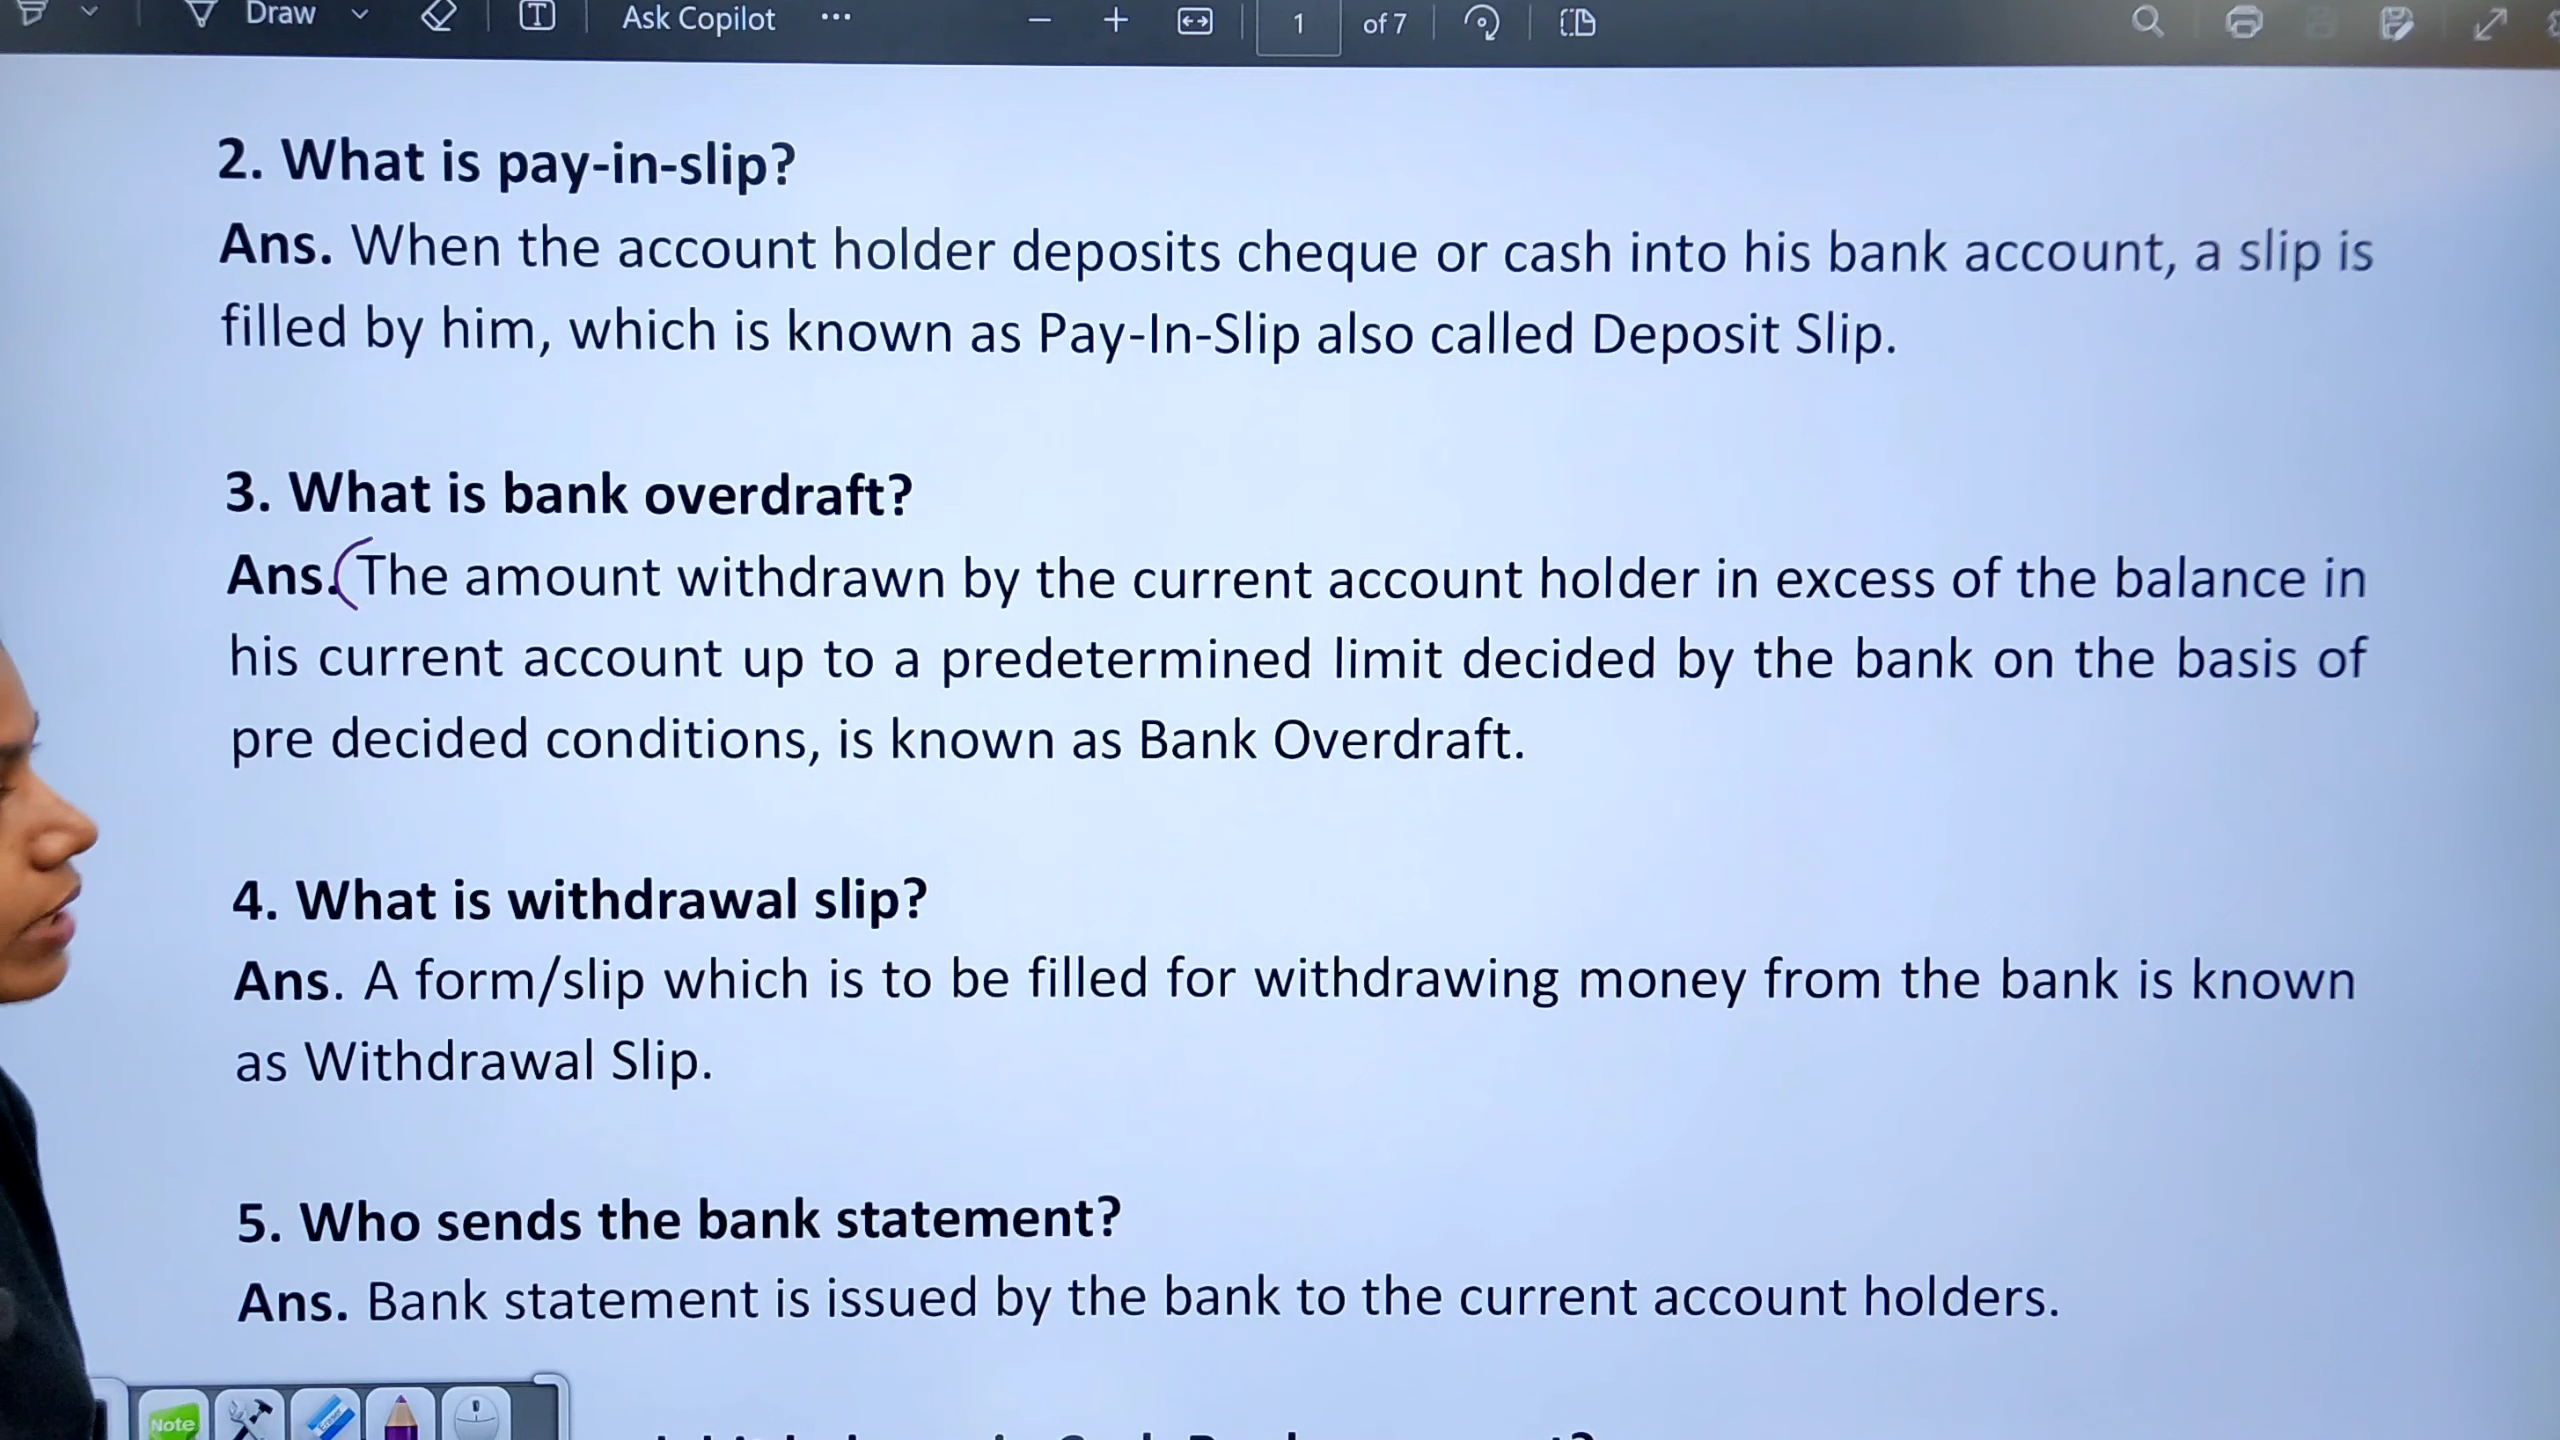 Draw
Ask Copilot
1 of 7
2. What is pay-in-slip?
Ans. When the account holder deposits cheque or cash into his bank account, a slip is
filled by him, which is known as Pay-In-Slip also called Deposit Slip.
3. What is bank overdraft?
Ans. The amount withdrawn by the current account holder in excess of the balance in
his current account up to a predetermined limit decided by the bank on the basis of
pre decided conditions, is known as Bank Overdraft.
4. What is withdrawal slip?
Ans. A form/slip which is to be filled for withdrawing money from the bank is known
as Withdrawal Slip.
5. Who sends the bank statement?
Ans. Bank statement is issued by the bank to the current account holders.
Note